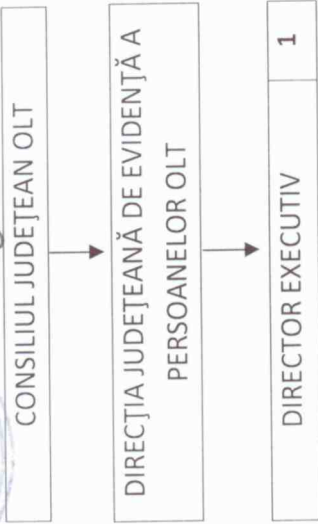 CONSILIUL JUDEȚEAN OLT
DIRECȚIA JUDEȚEANĂ DE EVIDENȚĂ A
PERSOANELOR OLT
DIRECTOR EXECUTIV 1